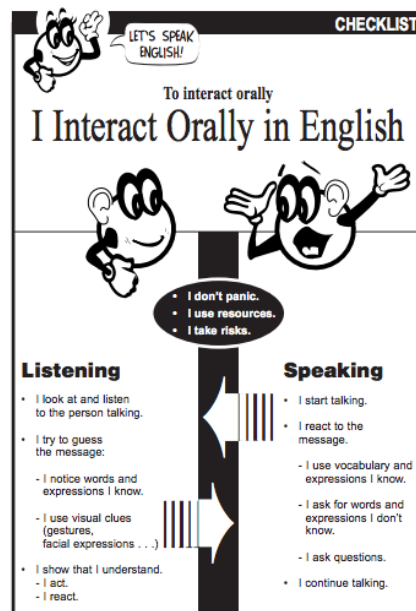 CHECKLIST
LET'S SPEAK
ENGLISH!
To interact orally
I Interact Orally in English
• I don't panic.
• I use resources.
• I take risks.
Listening
• I look at and listen
to the person talking.
• I try to guess
the message:
- I notice words and
expressions I know.
- I use visual clues
(gestures,
facial expressions . . .)
• I show that I understand.
- I act.
- I react.
Speaking
• I start talking.
• I react to the
message.
- I use vocabulary and
expressions I know.
- I ask for words and
expressions I don't
know.
- I ask questions.
• I continue talking.